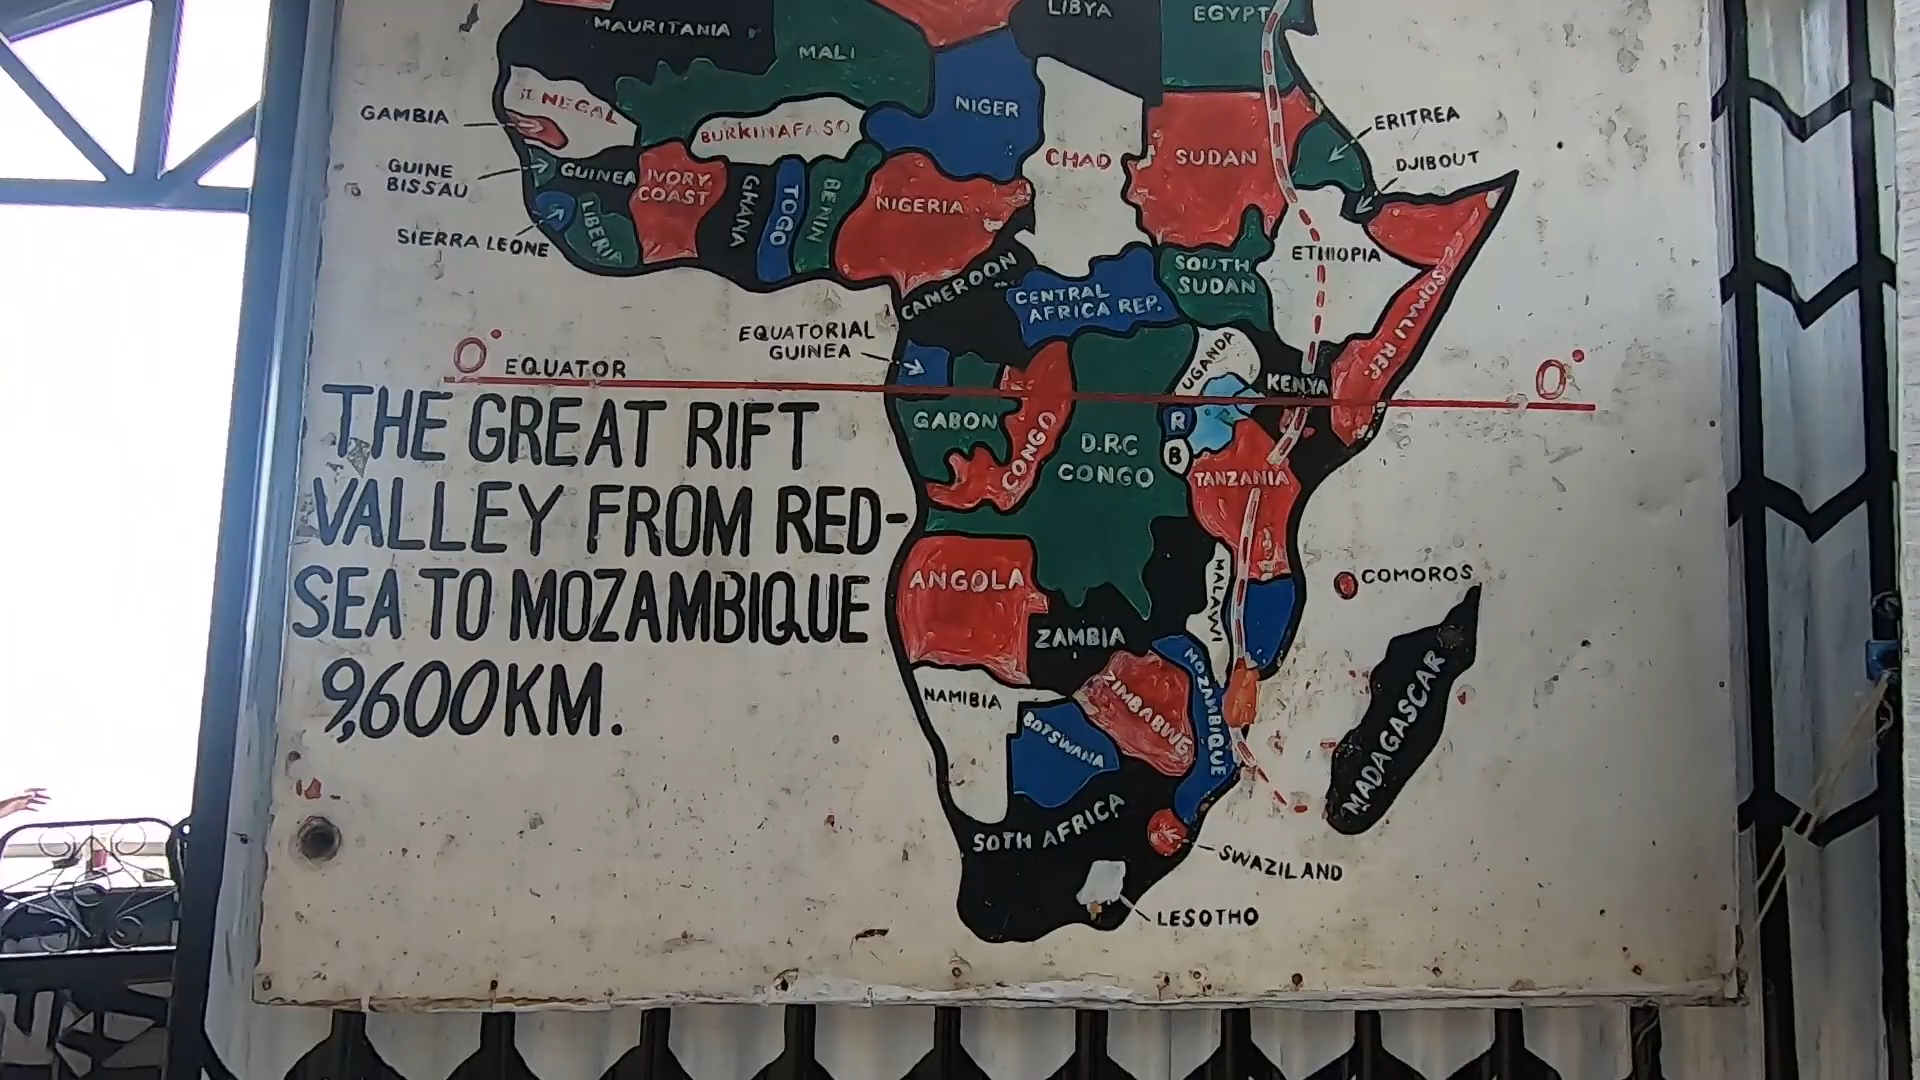 MAURITANIA
MALI
LIBYA
EGYPT
NIGER
SENEGAL
GAMBIA
BURKINAFASO
CHAD
SUDAN
ERITREA
DJIBOUT
GUINE
BISSAU
GUINEA
IVORY
COAST
GHANA
TOGO
BENIN
NIGERIA
SIERRA LEONE
LIBERIA
CAMEROON
CENTRAL
AFRICA REP.
SOUTH
SUDAN
ETHIOPIA
SOMALI REP.
EQUATORIAL
GUINEA
UGANDA
KENYA
0° EQUATOR
0°
GABON
CONGO
D.R.C
CONGO
R
B
TANZANIA
THE GREAT RIFT
VALLEY FROM RED-
SEA TO MOZAMBIQUE
9,600KM.
ANGOLA
ZAMBIA
MALAWI
COMOROS
NAMIBIA
BOTSWANA
ZIMBABWE
MOZAMBIQUE
MADAGASCAR
SOTH AFRICA
SWAZILAND
LESOTHO